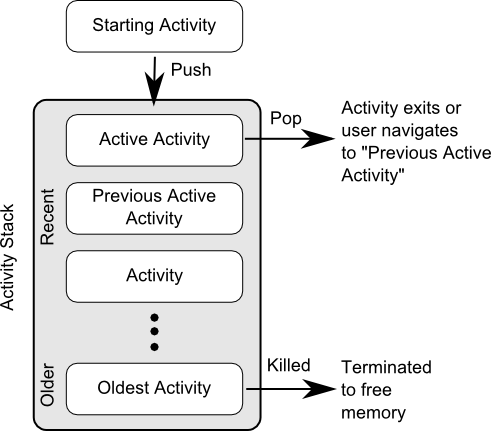 Starting Activity
Push
Active Activity
Pop
Activity exits or
user navigates
to "Previous Active
Activity"
Activity Stack
Recent
Previous Active
Activity
Activity
Older
Oldest Activity
Killed
Terminated
to free
memory